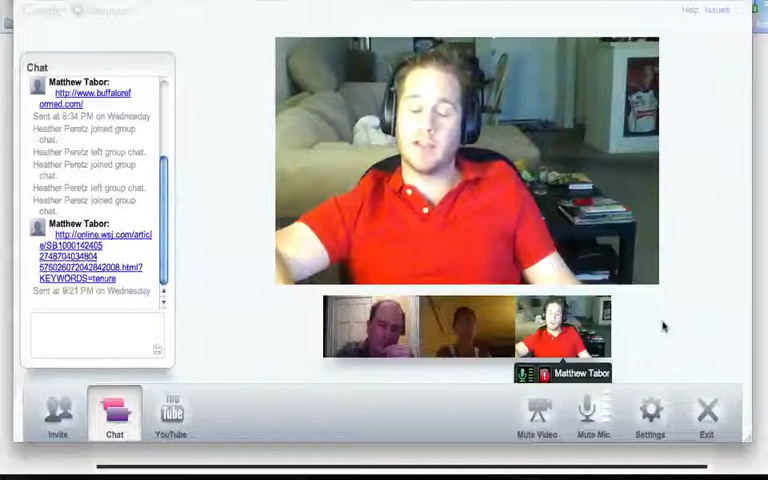 Help Issues
Chat
Matthew Tabor:
http://www.buffaloref
ormed.com/
Sent at 8:34 PM on Wednesday
Heather Peretz joined group
chat.
Heather Peretz left group chat.
Heather Peretz joined group
chat.
Heather Peretz left group chat.
Heather Peretz joined group
chat.
Matthew Tabor:
http://online.wsj.com/articl
e/SB1000142405
2748704034804
576026072042842008.html?
KEYWORDS=tenure
Sent at 9:21 PM on Wednesday
Matthew Tabor
You
Tube
Invite
Chat
YouTube
Mute Video
Mute Mic
Settings
Exit